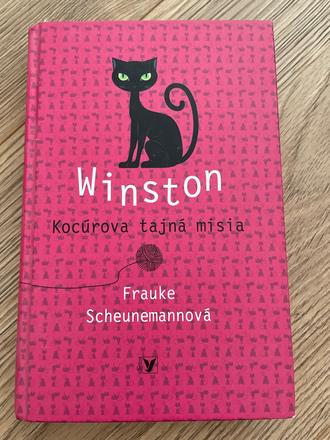 Winston
Kocúrova tajná misia
Frauke
Scheunemannová